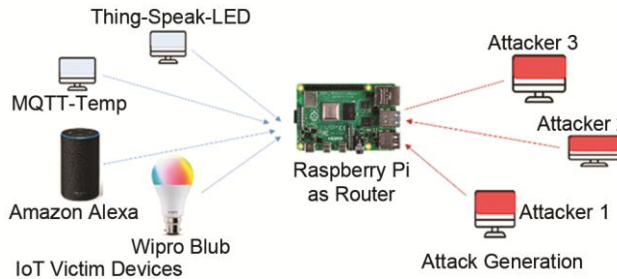 Thing-Speak-LED
MQTT-Temp
Amazon Alexa
Wipro Blub
IoT Victim Devices
Raspberry Pi
as Router
Attacker 3
Attacker
Attacker 1
Attack Generation